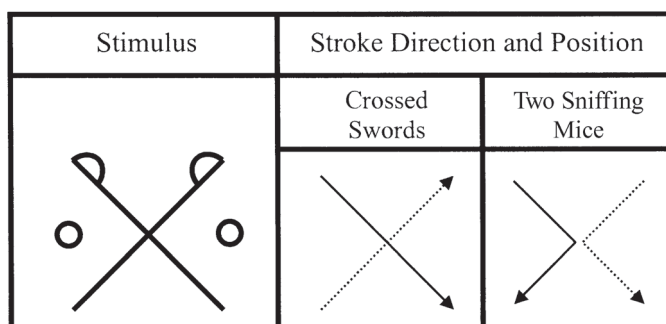 Stimulus
Stroke Direction and Position
Crossed
Swords
Two Sniffing
Mice